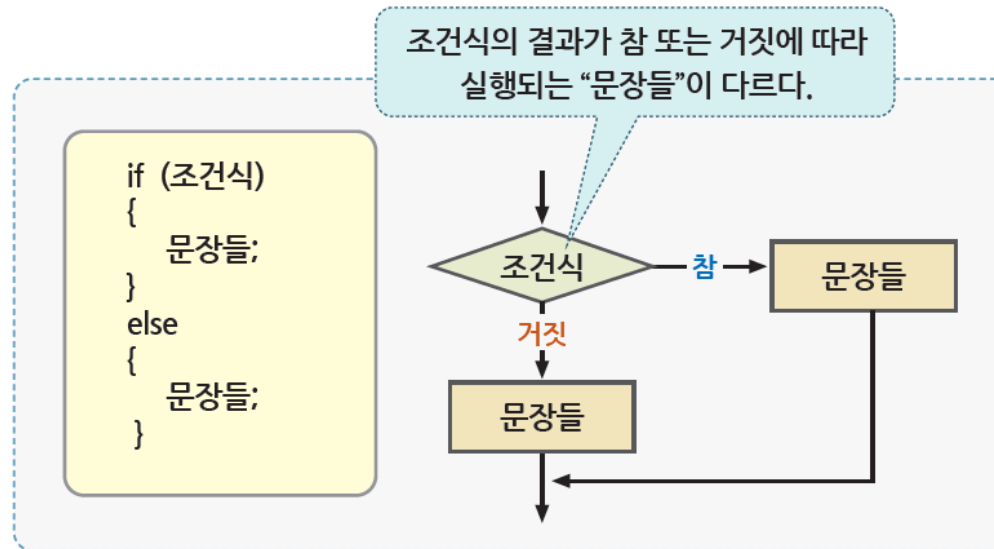 조건식의 결과가 참 또는 거짓에 따라
실행되는 “문장들”이 다르다.
if (조건식)
{
문장들;
}
else
{
문장들;
}
조건식
참
문장들
거짓
문장들